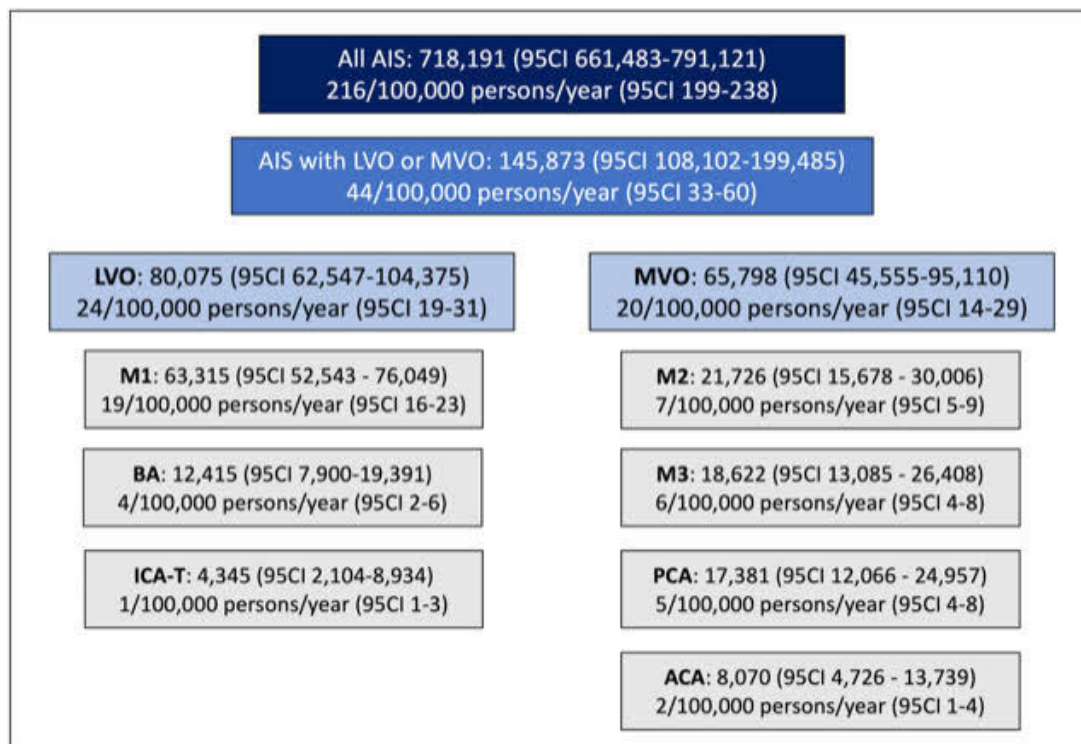 All AIS: 718,191 (95CI 661,483-791,121)
216/100,000 persons/year (95CI 199-238)
AIS with LVO or MVO: 145,873 (95CI 108,102-199,485)
44/100,000 persons/year (95CI 33-60)
LVO: 80,075 (95CI 62,547-104,375)
24/100,000 persons/year (95CI 19-31)
M1: 63,315 (95CI 52,543 - 76,049)
19/100,000 persons/year (95CI 16-23)
BA: 12,415 (95CI 7,900-19,391)
4/100,000 persons/year (95CI 2-6)
ICA-T: 4,345 (95CI 2,104-8,934)
1/100,000 persons/year (95CI 1-3)
MVO: 65,798 (95CI 45,555-95,110)
20/100,000 persons/year (95CI 14-29)
M2: 21,726 (95CI 15,678 - 30,006)
7/100,000 persons/year (95CI 5-9)
M3: 18,622 (95CI 13,085 - 26,408)
6/100,000 persons/year (95CI 4-8)
PCA: 17,381 (95CI 12,066 - 24,957)
5/100,000 persons/year (95CI 4-8)
ACA: 8,070 (95CI 4,726 - 13,739)
2/100,000 persons/year (95CI 1-4)